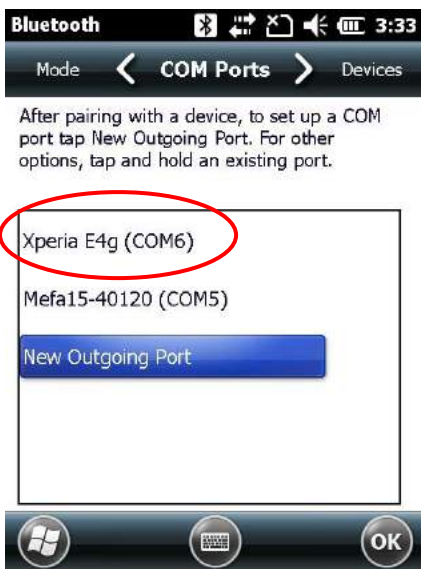 Bluetooth 3:33
Mode COM Ports Devices
After pairing with a device, to set up a COM
port tap New Outgoing Port. For other
options, tap and hold an existing port.
Xperia E4g (COM6)
Mefa15-40120 (COM5)
New Outgoing Port
OK